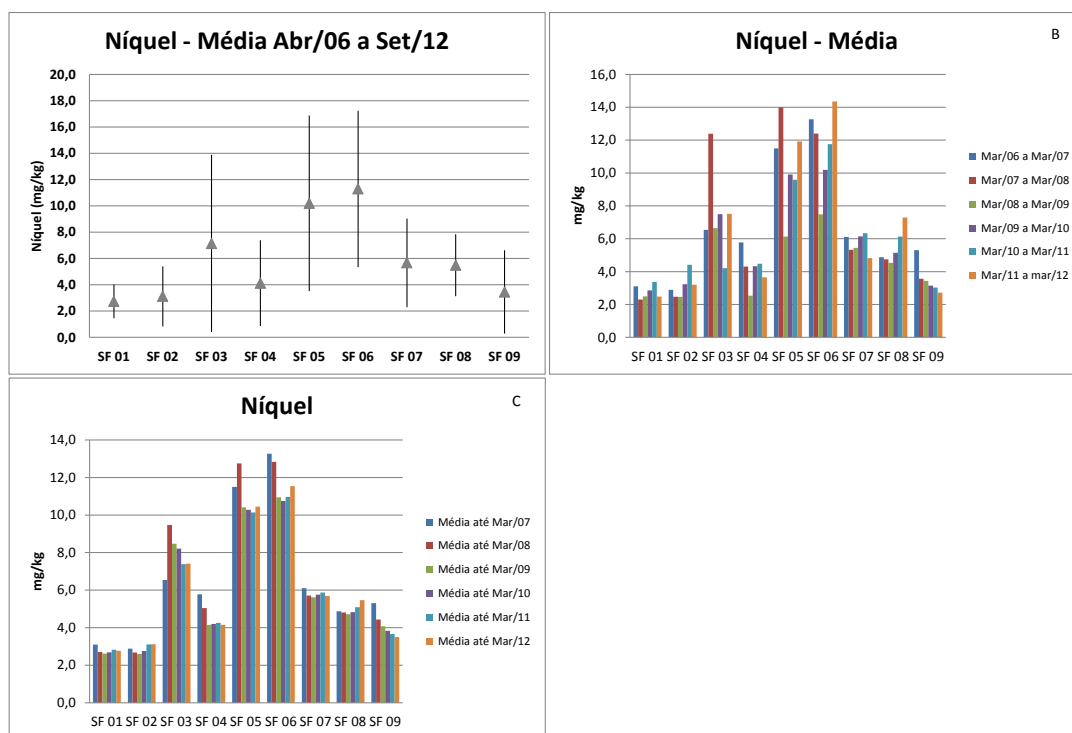 Níquel - Média Abr/06 a Set/12
Níquel (mg/kg)
20,0
18,0
16,0
14,0
12,0
10,0
8,0
6,0
4,0
2,0
0,0
SF 01 SF 02 SF 03 SF 04 SF 05 SF 06 SF 07 SF 08 SF 09
Níquel - Média
B
mg/kg
16,0
14,0
12,0
10,0
8,0
6,0
4,0
2,0
0,0
SF 01 SF 02 SF 03 SF 04 SF 05 SF 06 SF 07 SF 08 SF 09
Mar/06 a Mar/07
Mar/07 a Mar/08
Mar/08 a Mar/09
Mar/09 a Mar/10
Mar/10 a Mar/11
Mar/11 a mar/12
Níquel
C
mg/kg
14,0
12,0
10,0
8,0
6,0
4,0
2,0
0,0
SF 01 SF 02 SF 03 SF 04 SF 05 SF 06 SF 07 SF 08 SF 09
Média até Mar/07
Média até Mar/08
Média até Mar/09
Média até Mar/10
Média até Mar/11
Média até Mar/12